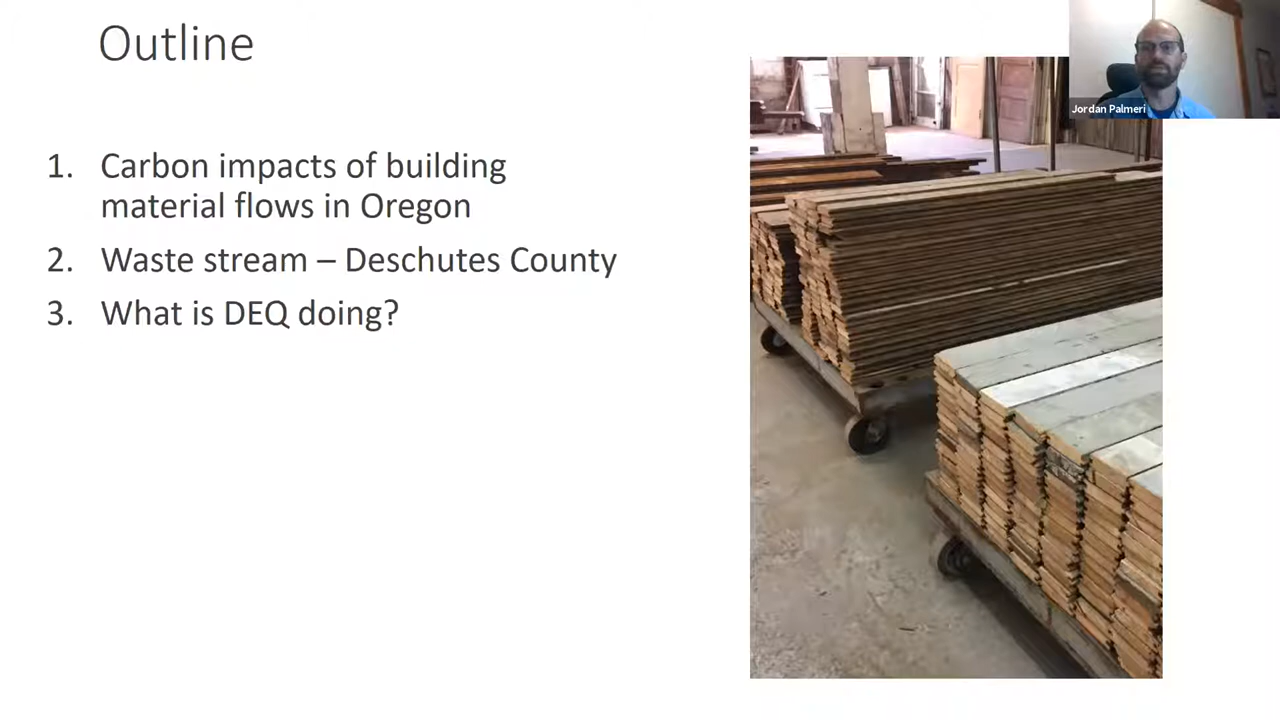 Outline
1. Carbon impacts of building
material flows in Oregon
2. Waste stream – Deschutes County
3. What is DEQ doing?
Jordan Palmeri